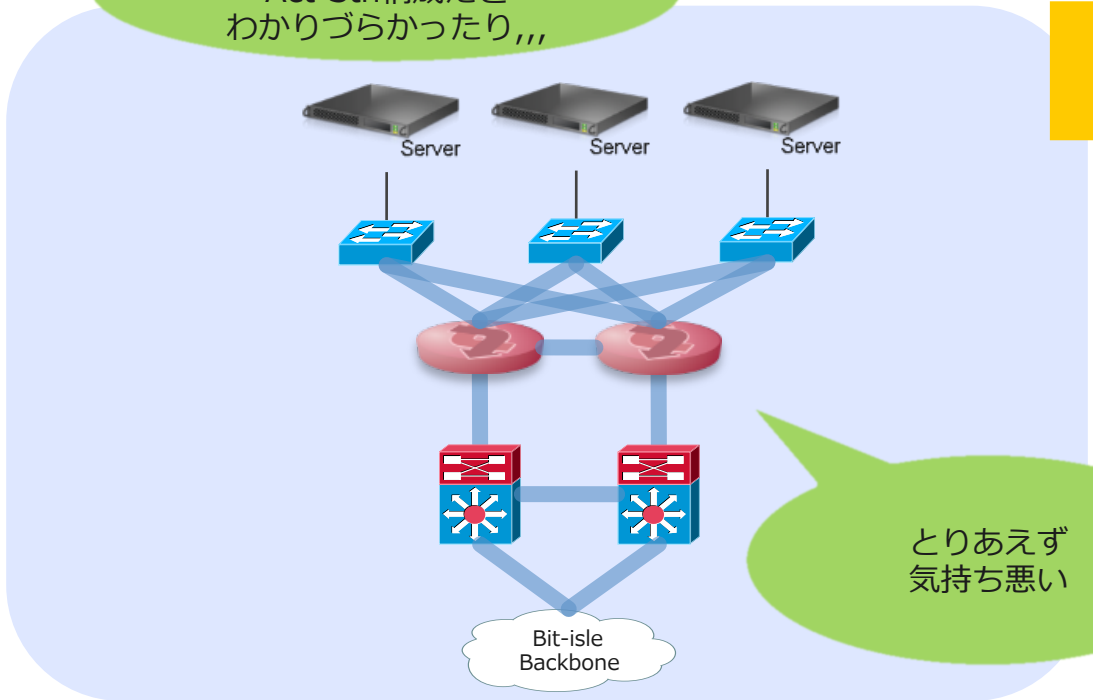 わかりづらかったり,,,
Server
Server
Server
とりあえず
気持ち悪い
Bit-isle
Backbone